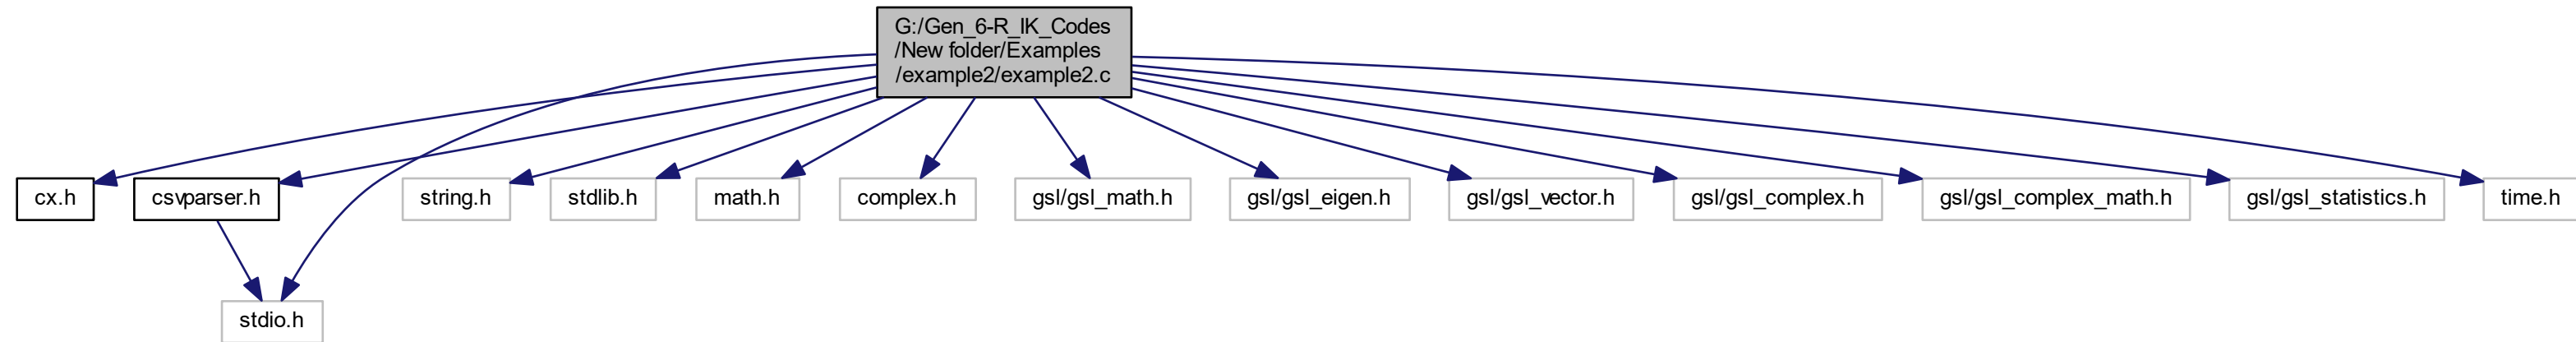 G:/Gen_6-R_IK_Codes
/New folder/Examples
/example2/example2.c
cx.h
csvparser.h
string.h
stdlib.h
math.h
complex.h
gsl/gsl_math.h
gsl/gsl_eigen.h
gsl/gsl_vector.h
gsl/gsl_complex.h
gsl/gsl_complex_math.h
gsl/gsl_statistics.h
time.h
stdio.h